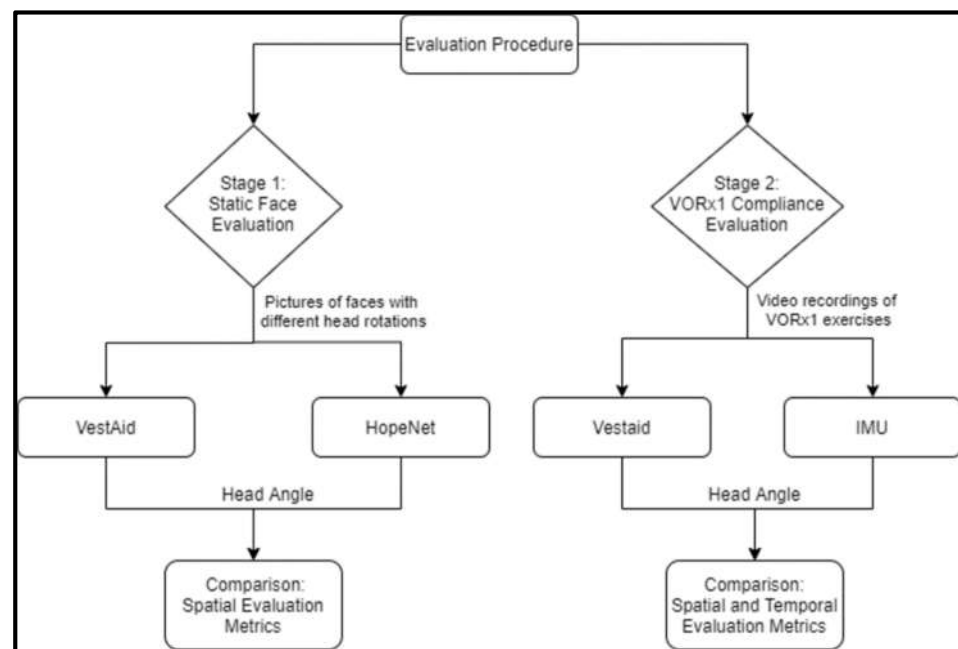 Evaluation Procedure
Stage 1:
Static Face
Evaluation
Stage 2:
VORx1 Compliance
Evaluation
Pictures of faces with
different head rotations
Video recordings of
VORx1 exercises
VestAid
HopeNet
Vestaid
IMU
Head Angle
Head Angle
Comparison:
Spatial Evaluation
Metrics
Comparison:
Spatial and Temporal
Evaluation Metrics